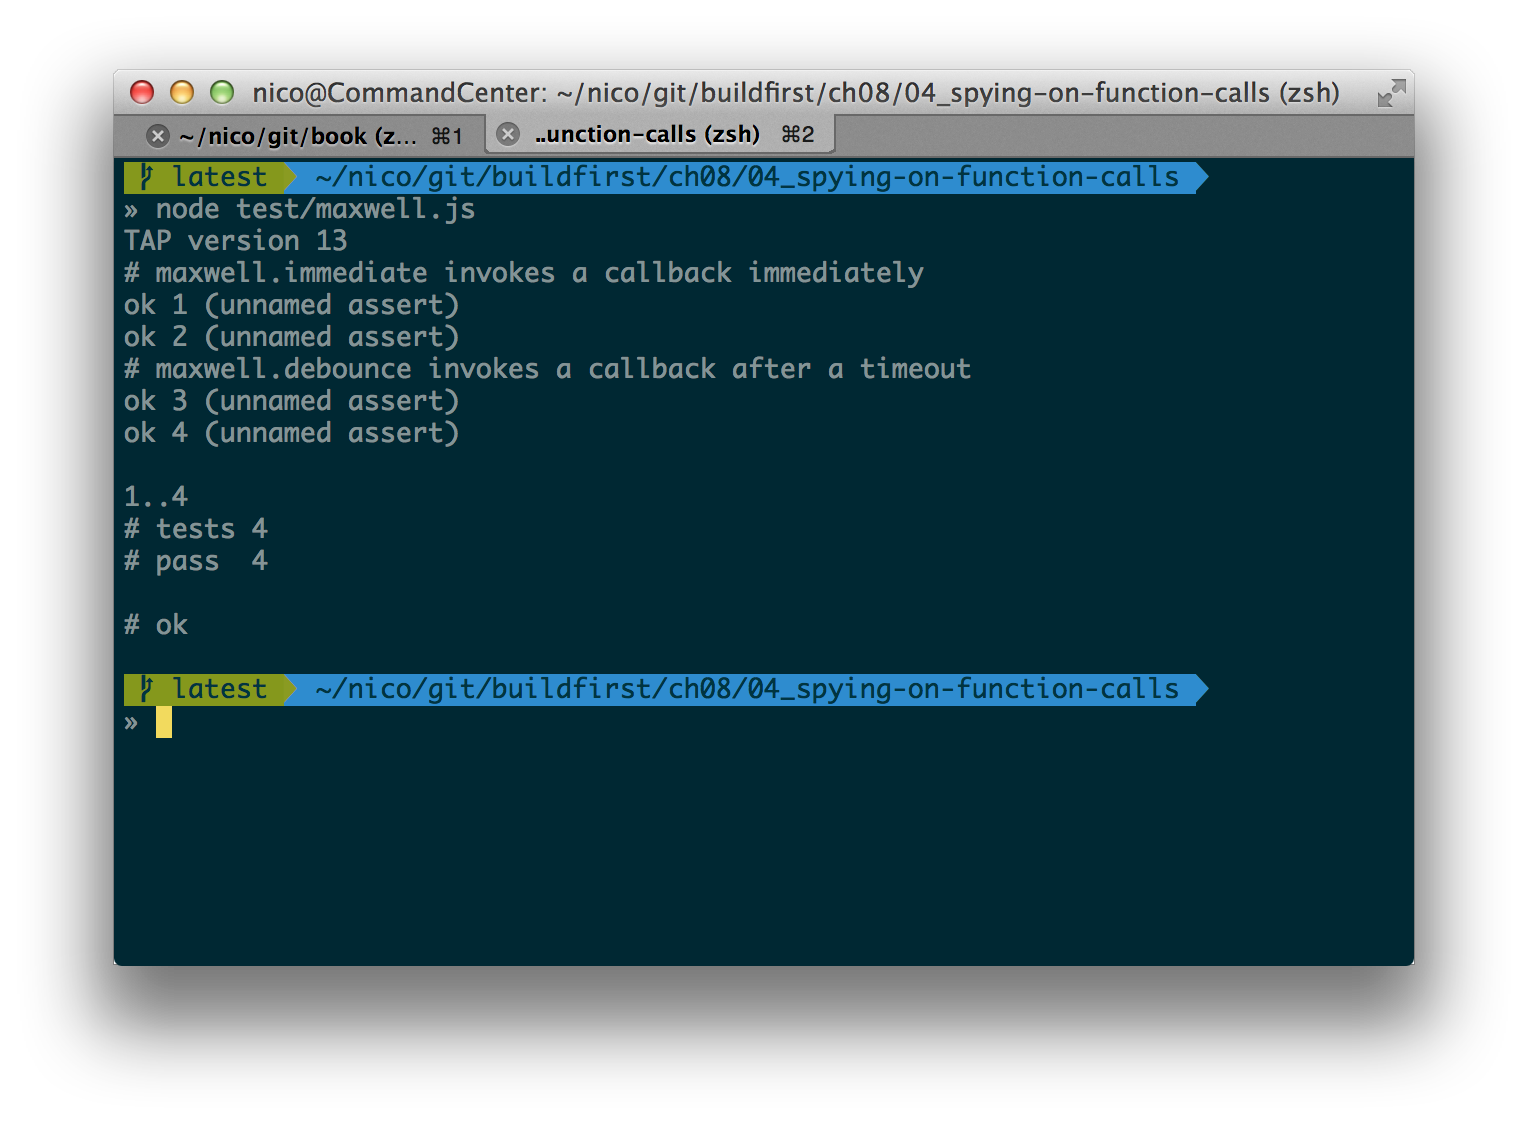 nico@CommandCenter: ~/nico/git/buildfirst/ch08/04_spying-on-function-calls (zsh)
~/nico/git/book (z... ⌘1 ..unction-calls (zsh) ⌘2
latest ~/nico/git/buildfirst/ch08/04_spying-on-function-calls
» node test/maxwell.js
TAP version 13
# maxwell.immediate invokes a callback immediately
ok 1 (unnamed assert)
ok 2 (unnamed assert)
# maxwell.debounce invokes a callback after a timeout
ok 3 (unnamed assert)
ok 4 (unnamed assert)
1..4
# tests 4
# pass  4
# ok
latest ~/nico/git/buildfirst/ch08/04_spying-on-function-calls
»